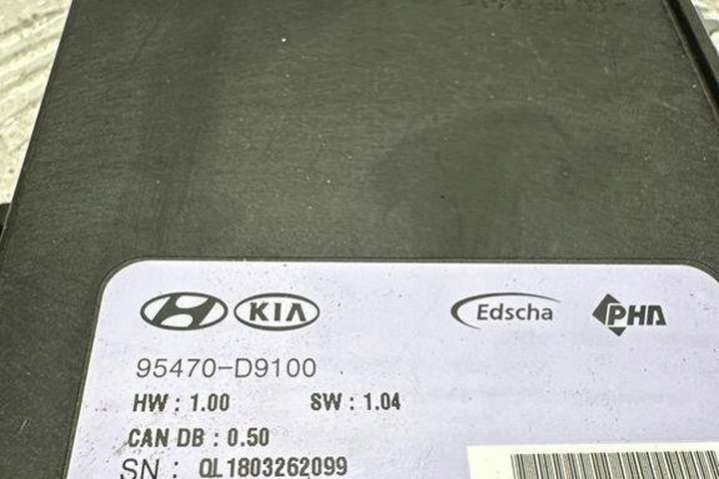 KIA Edscha PHA
95470-D9100
HW : 1.00 SW : 1.04
CAN DB : 0.50
SN : QL1803262099